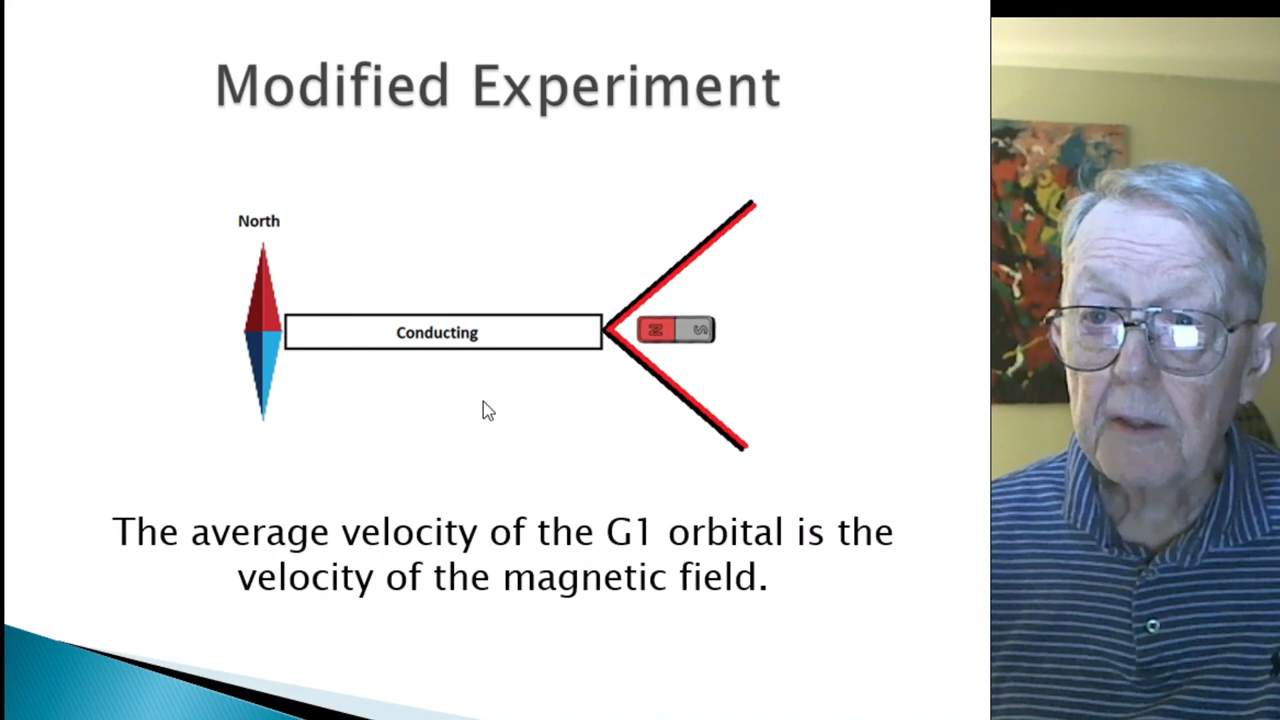 Modified Experiment
North
Conducting
N S
The average velocity of the G1 orbital is the
velocity of the magnetic field.